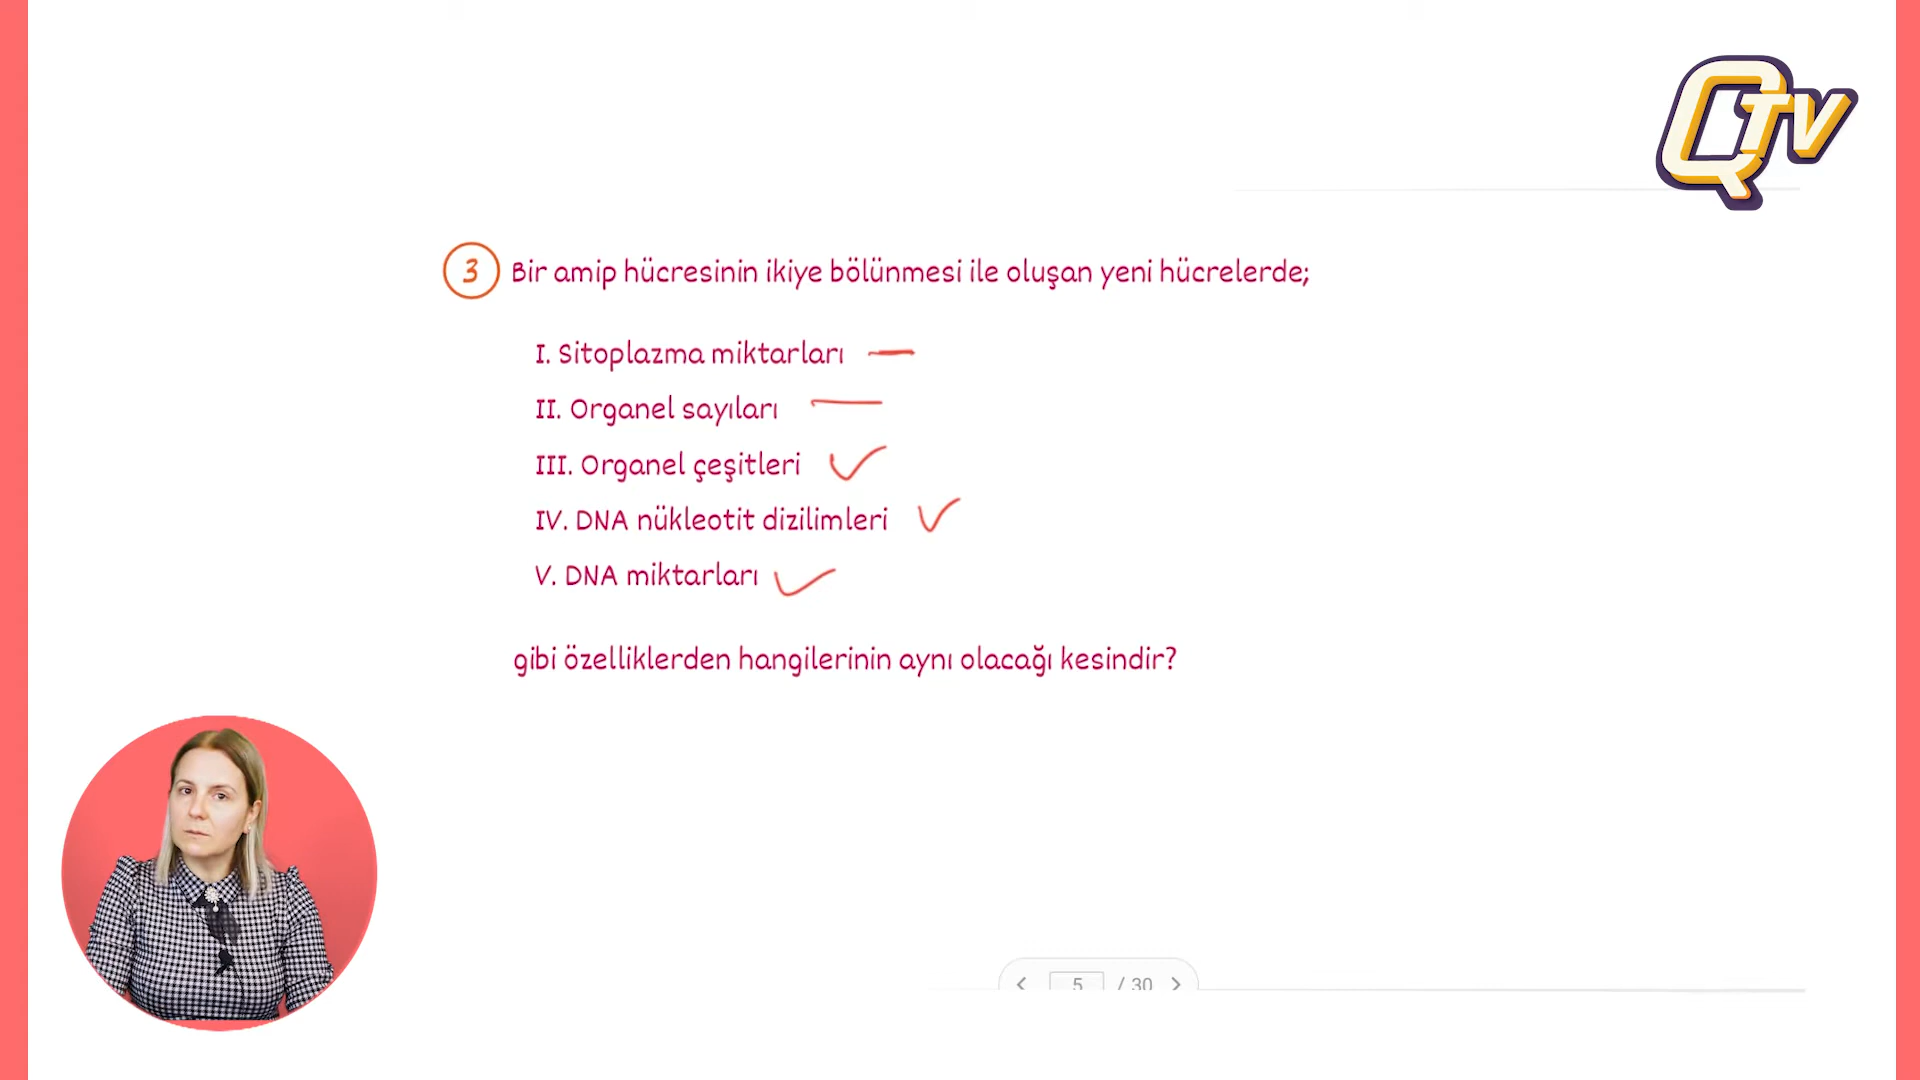 QTV
3 Bir amip hücresinin ikiye bölünmesi ile oluşan yeni hücrelerde;
I. Sitoplazma miktarları
II. Organel sayıları
III. Organel çeşitleri
IV. DNA nükleotit dizilimleri
V. DNA miktarları
gibi özelliklerden hangilerinin aynı olacağı kesindir?
5 / 30